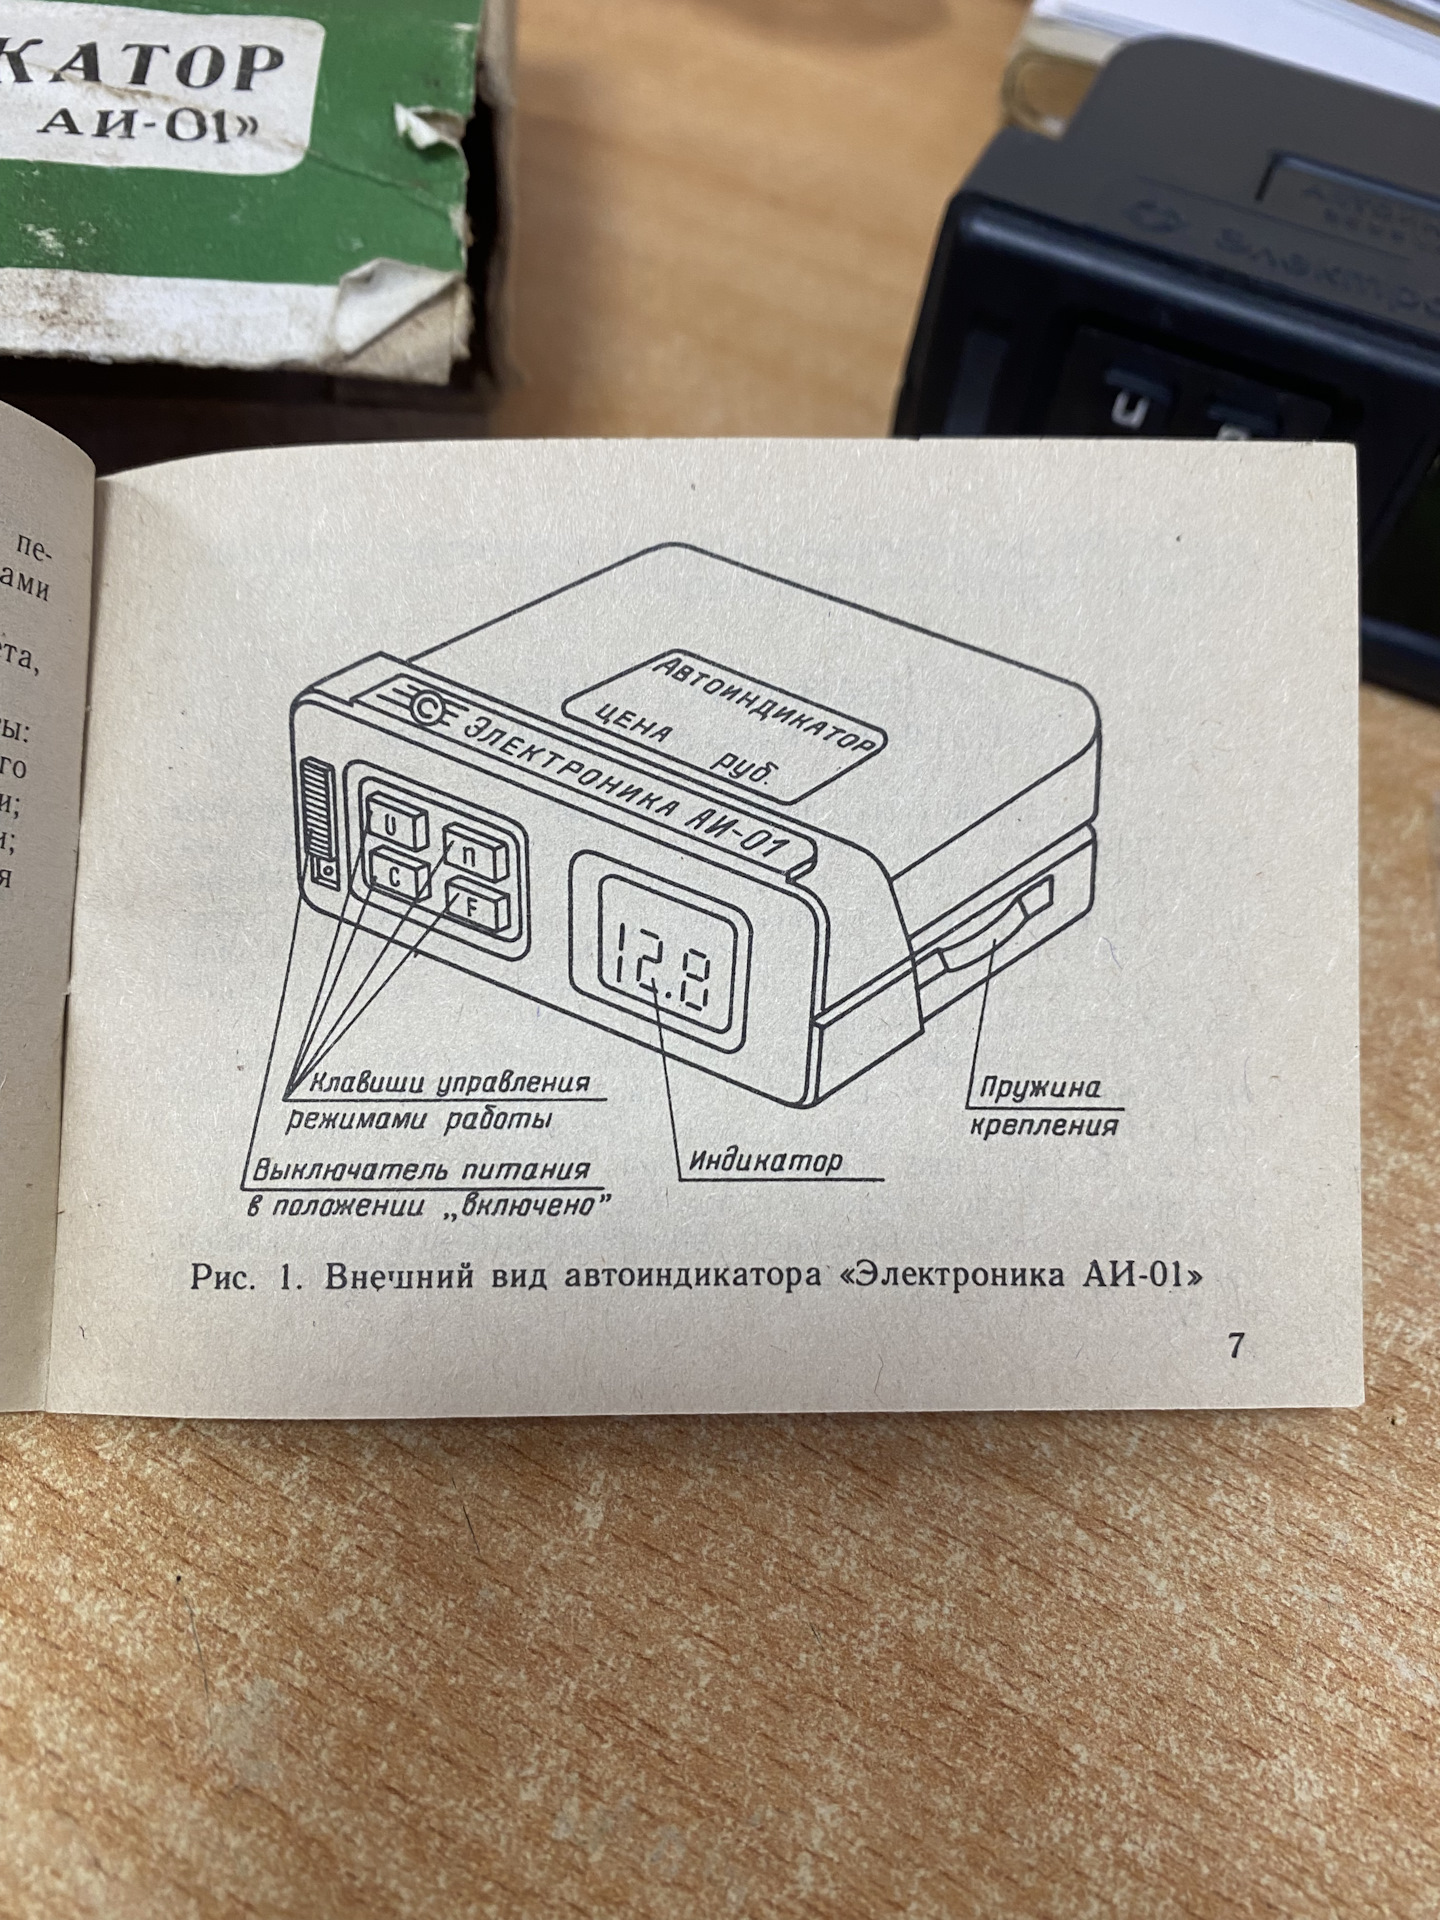 КАТОР
АИ-01»
пе-
ами
та,
ы:
го
и;
и;
я
Автоиндикатор
ЦЕНА руб.
Электроника АИ-01
U
П
С
F
12.8
Клавиши управления
режимами работы
Выключатель питания
в положении „включено”
Индикатор
Пружина
крепления
Рис. 1. Внешний вид автоиндикатора «Электроника АИ-01»
7
U